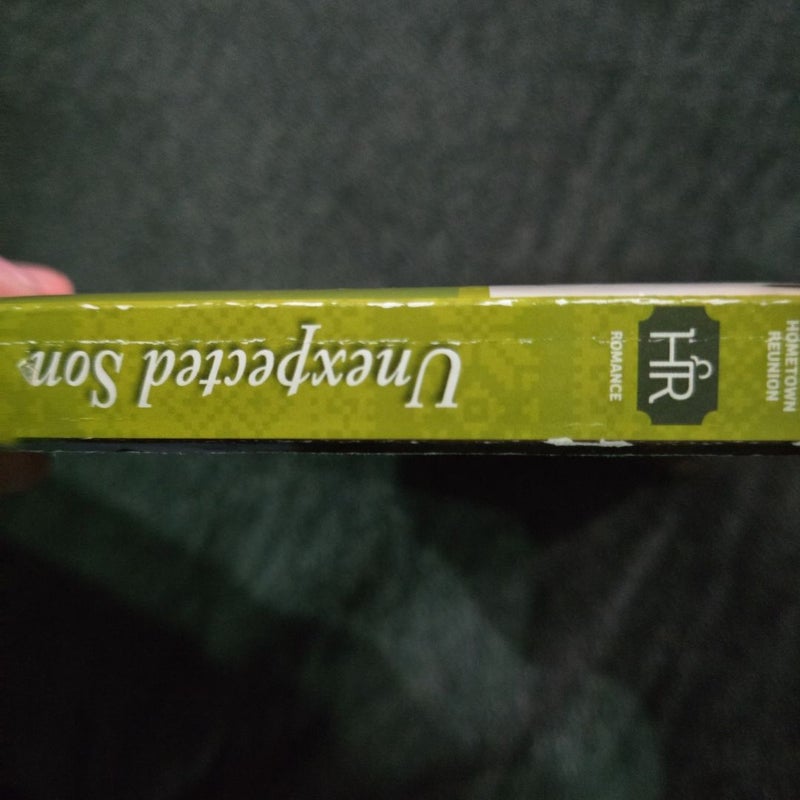 HOMETOWN
REUNION
HR
ROMANCE
Unexpected Son